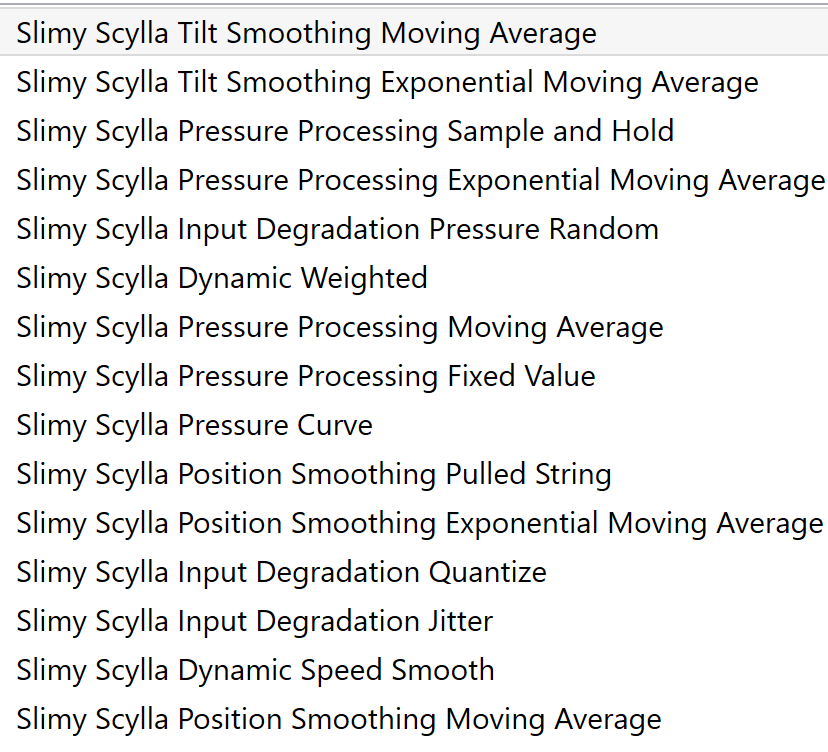 Slimy Scylla Tilt Smoothing Moving Average
Slimy Scylla Tilt Smoothing Exponential Moving Average
Slimy Scylla Pressure Processing Sample and Hold
Slimy Scylla Pressure Processing Exponential Moving Average
Slimy Scylla Input Degradation Pressure Random
Slimy Scylla Dynamic Weighted
Slimy Scylla Pressure Processing Moving Average
Slimy Scylla Pressure Processing Fixed Value
Slimy Scylla Pressure Curve
Slimy Scylla Position Smoothing Pulled String
Slimy Scylla Position Smoothing Exponential Moving Average
Slimy Scylla Input Degradation Quantize
Slimy Scylla Input Degradation Jitter
Slimy Scylla Dynamic Speed Smooth
Slimy Scylla Position Smoothing Moving Average